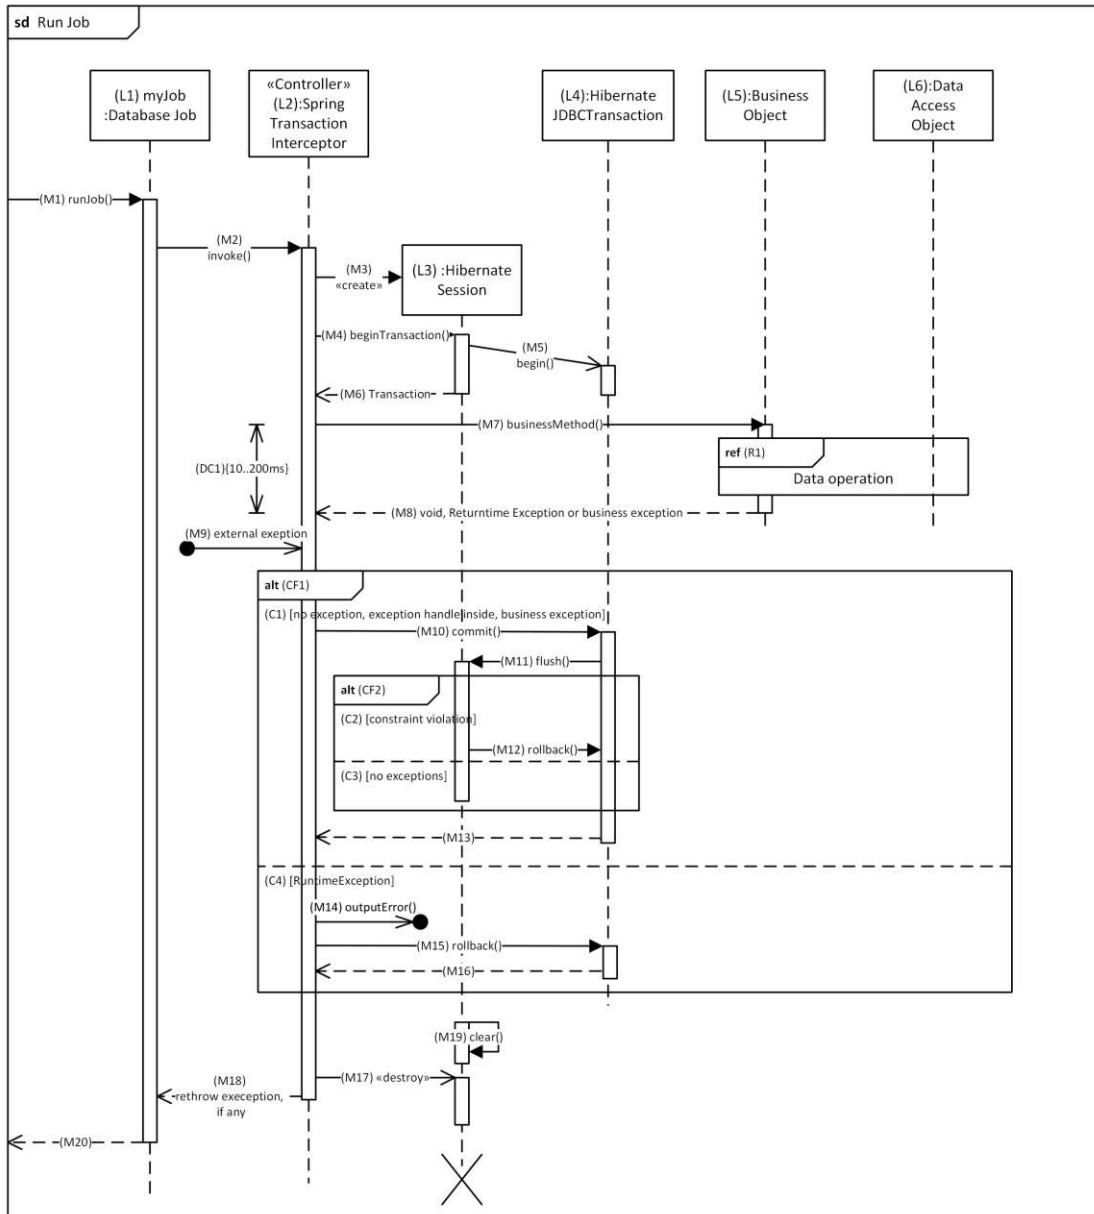 sd Run Job
(L1) myJob
:Database Job
«Controller»
(L2):Spring
Transaction
Interceptor
(L4):Hibernate
JDBCTransaction
(L5):Business
Object
(L6):Data
Access
Object
(M1) runJob()
(M2)
invoke()
(M3)
«create»
(L3) :Hibernate
Session
(M4) beginTransaction()
(M5)
begin()
(M6) Transaction
(M7) businessMethod()
ref (R1)
Data operation
(DC1){10..200ms}
(M8) void, Returntime Exception or business exception
(M9) external exeption
alt (CF1)
(C1) [no exception, exception handle inside, business exception]
(M10) commit()
(M11) flush()
alt (CF2)
(C2) [constraint violation]
(M12) rollback()
(C3) [no exceptions]
(M13)
(C4) [RuntimeException]
(M14) outputError()
(M15) rollback()
(M16)
(M19) clear()
(M17) «destroy»
(M18)
rethrow exeception,
if any
(M20)